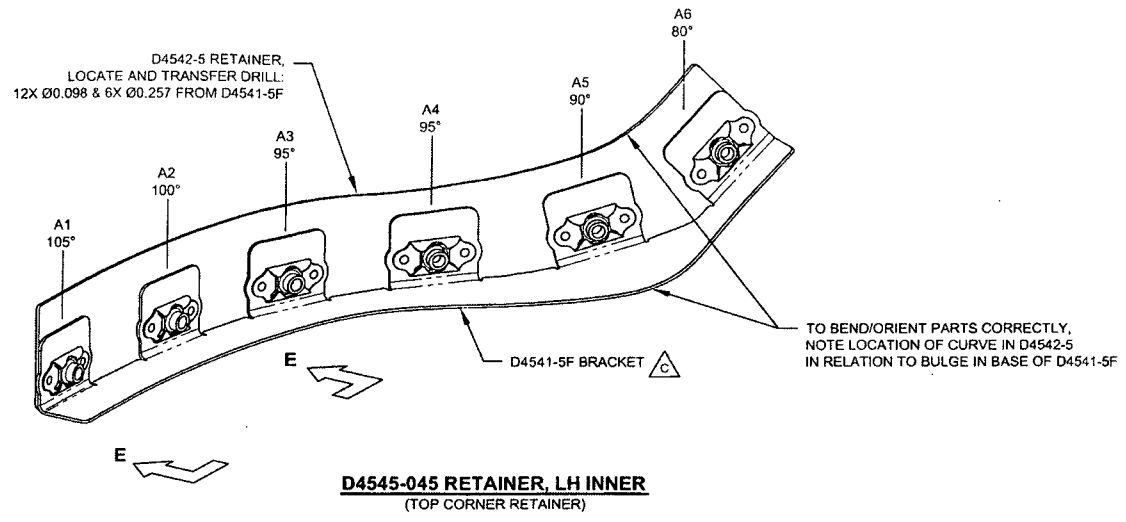 A6
80°
D4542-5 RETAINER,
LOCATE AND TRANSFER DRILL:
12X Ø0.098 & 6X Ø0.257 FROM D4541-5F
A5
90°
A4
95°
A3
95°
A2
100°
A1
105°
TO BEND/ORIENT PARTS CORRECTLY,
NOTE LOCATION OF CURVE IN D4542-5
IN RELATION TO BULGE IN BASE OF D4541-5F
D4541-5F BRACKET C
E
E
D4545-045 RETAINER, LH INNER
(TOP CORNER RETAINER)